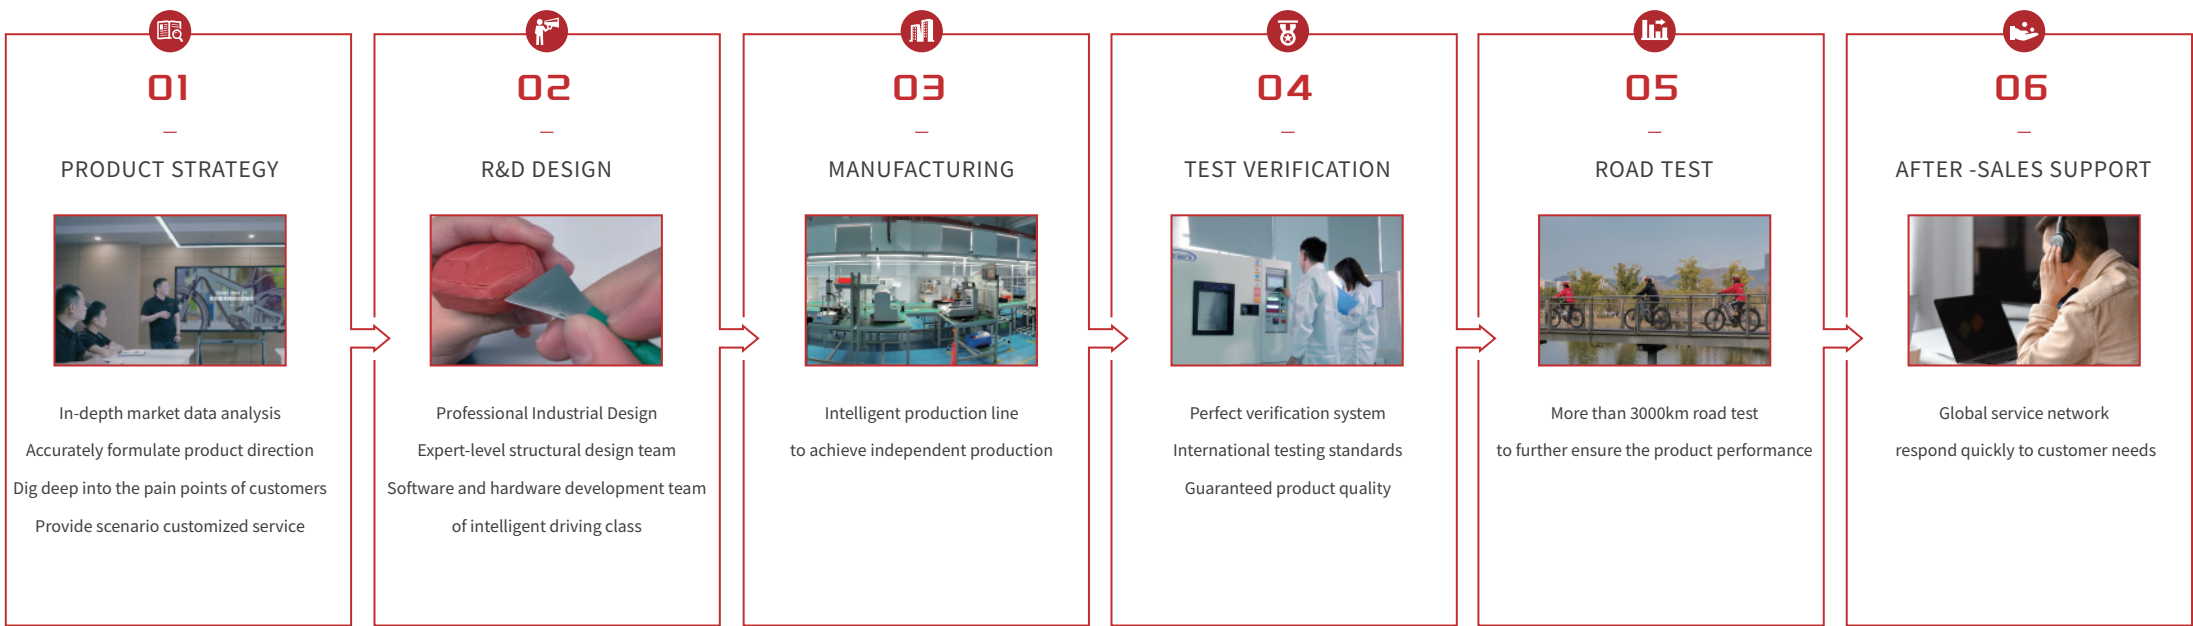 01
PRODUCT STRATEGY
In-depth market data analysis
Accurately formulate product direction
Dig deep into the pain points of customers
Provide scenario customized service
02
R&D DESIGN
Professional Industrial Design
Expert-level structural design team
Software and hardware development team
of intelligent driving class
03
MANUFACTURING
Intelligent production line
to achieve independent production
04
TEST VERIFICATION
Perfect verification system
International testing standards
Guaranteed product quality
05
ROAD TEST
More than 3000km road test
to further ensure the product performance
06
AFTER -SALES SUPPORT
Global service network
respond quickly to customer needs